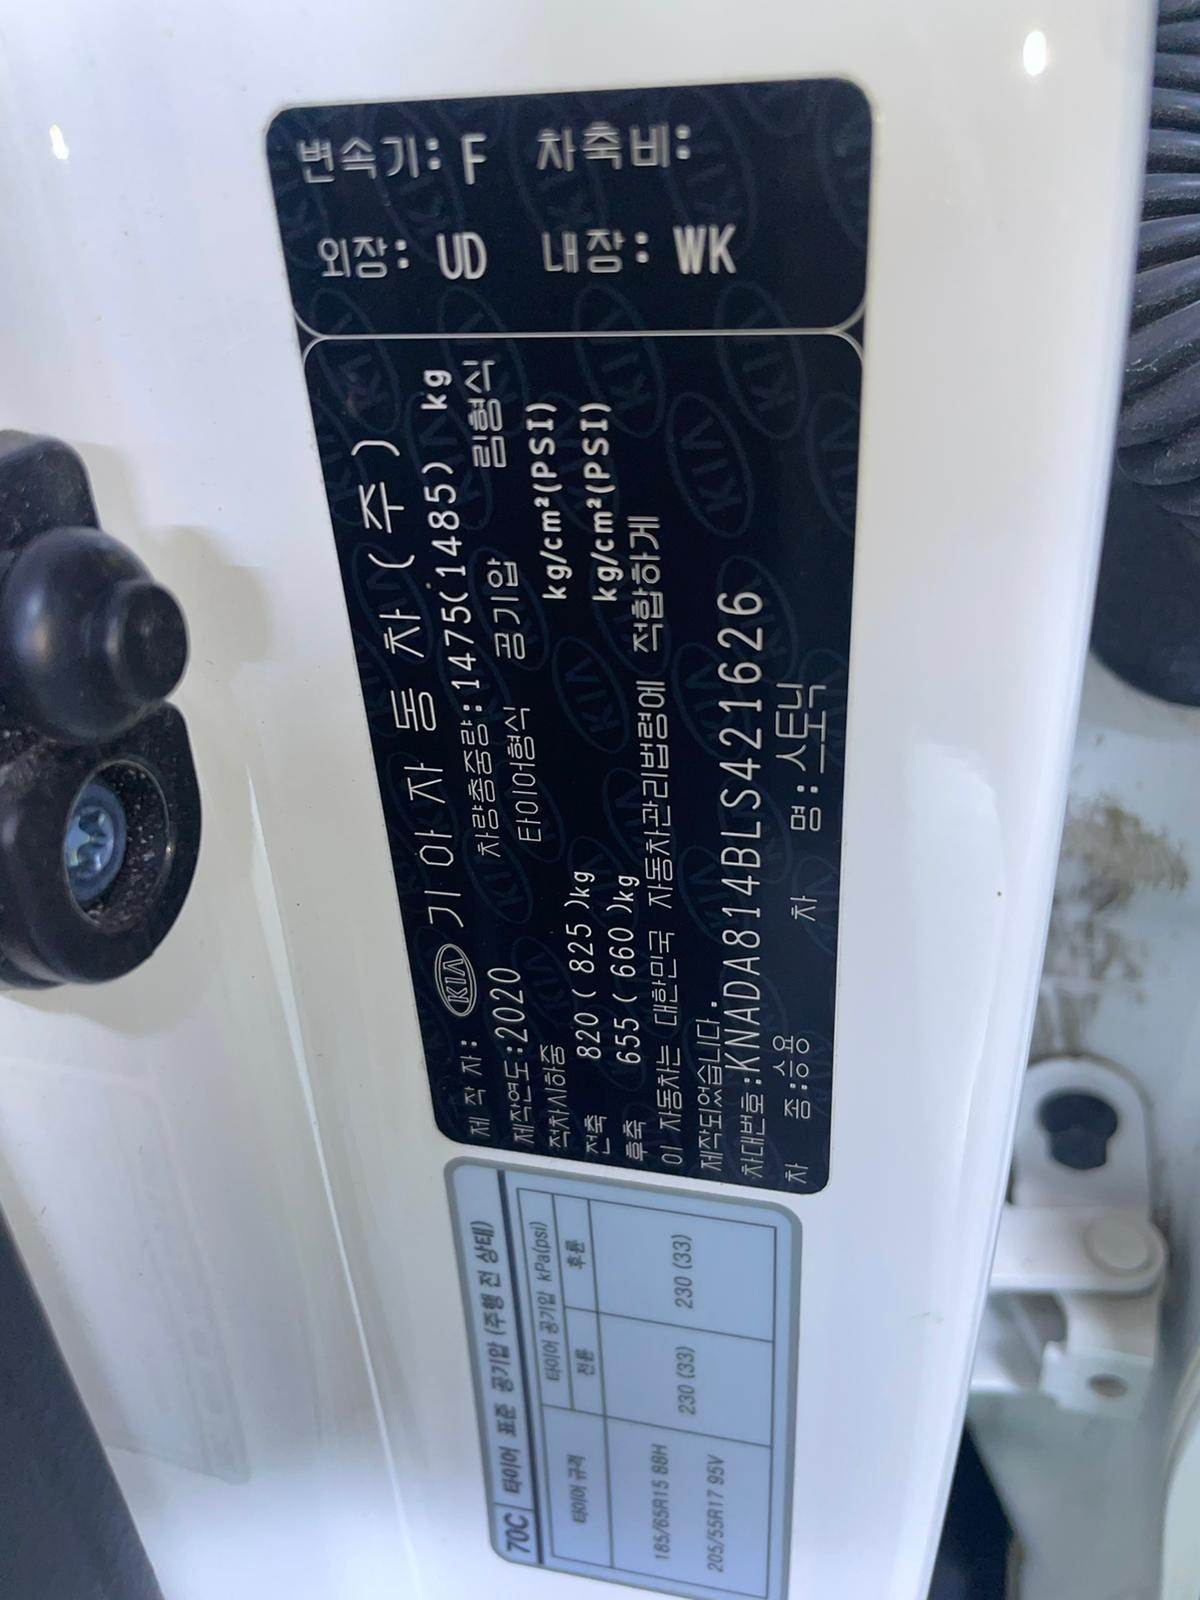 변속기: F 차축비:
외장: UD 내장: WK
제 작 자: KIA 기아자동차(주)
제작연도:2020 차량총중량:1475(1485) kg
적차시하중 타이어형식 공기압 림형식
전축 820 ( 825 )kg kg/cm²(PSI)
후축 655 ( 660 )kg kg/cm²(PSI)
이 자동차는 대한민국 자동차관리법령에 적합하게
제작되었습니다.
차대번호:KNADA814BLS421626
차 종:승용 차 명:스토닉
70C 타이어 표준 공기압 (주행 전 상태)
타이어 규격 타이어 공기압 kPa(psi)
전륜 후륜
185/65R15 88H
230 (33) 230 (33)
205/55R17 95V